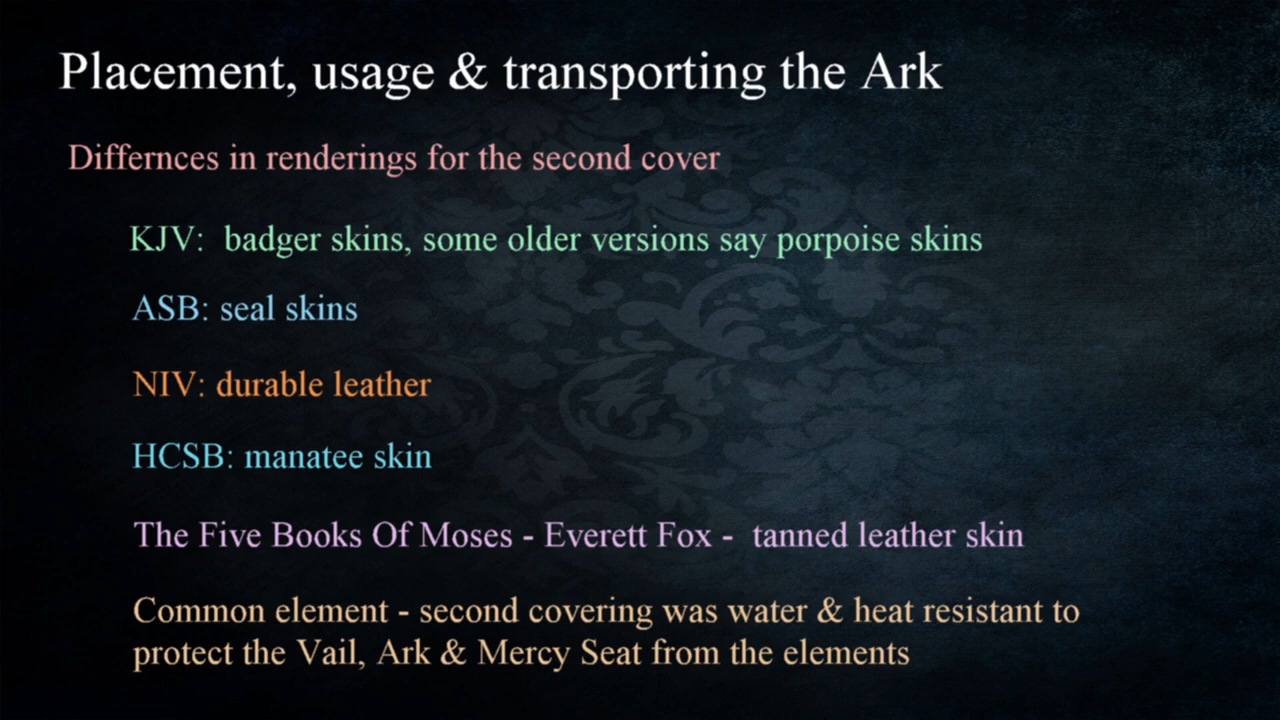 Placement, usage & transporting the Ark
Differnces in renderings for the second cover
KJV:  badger skins, some older versions say porpoise skins
ASB: seal skins
NIV: durable leather
HCSB: manatee skin
The Five Books Of Moses - Everett Fox -  tanned leather skin
Common element - second covering was water & heat resistant to
protect the Vail, Ark & Mercy Seat from the elements